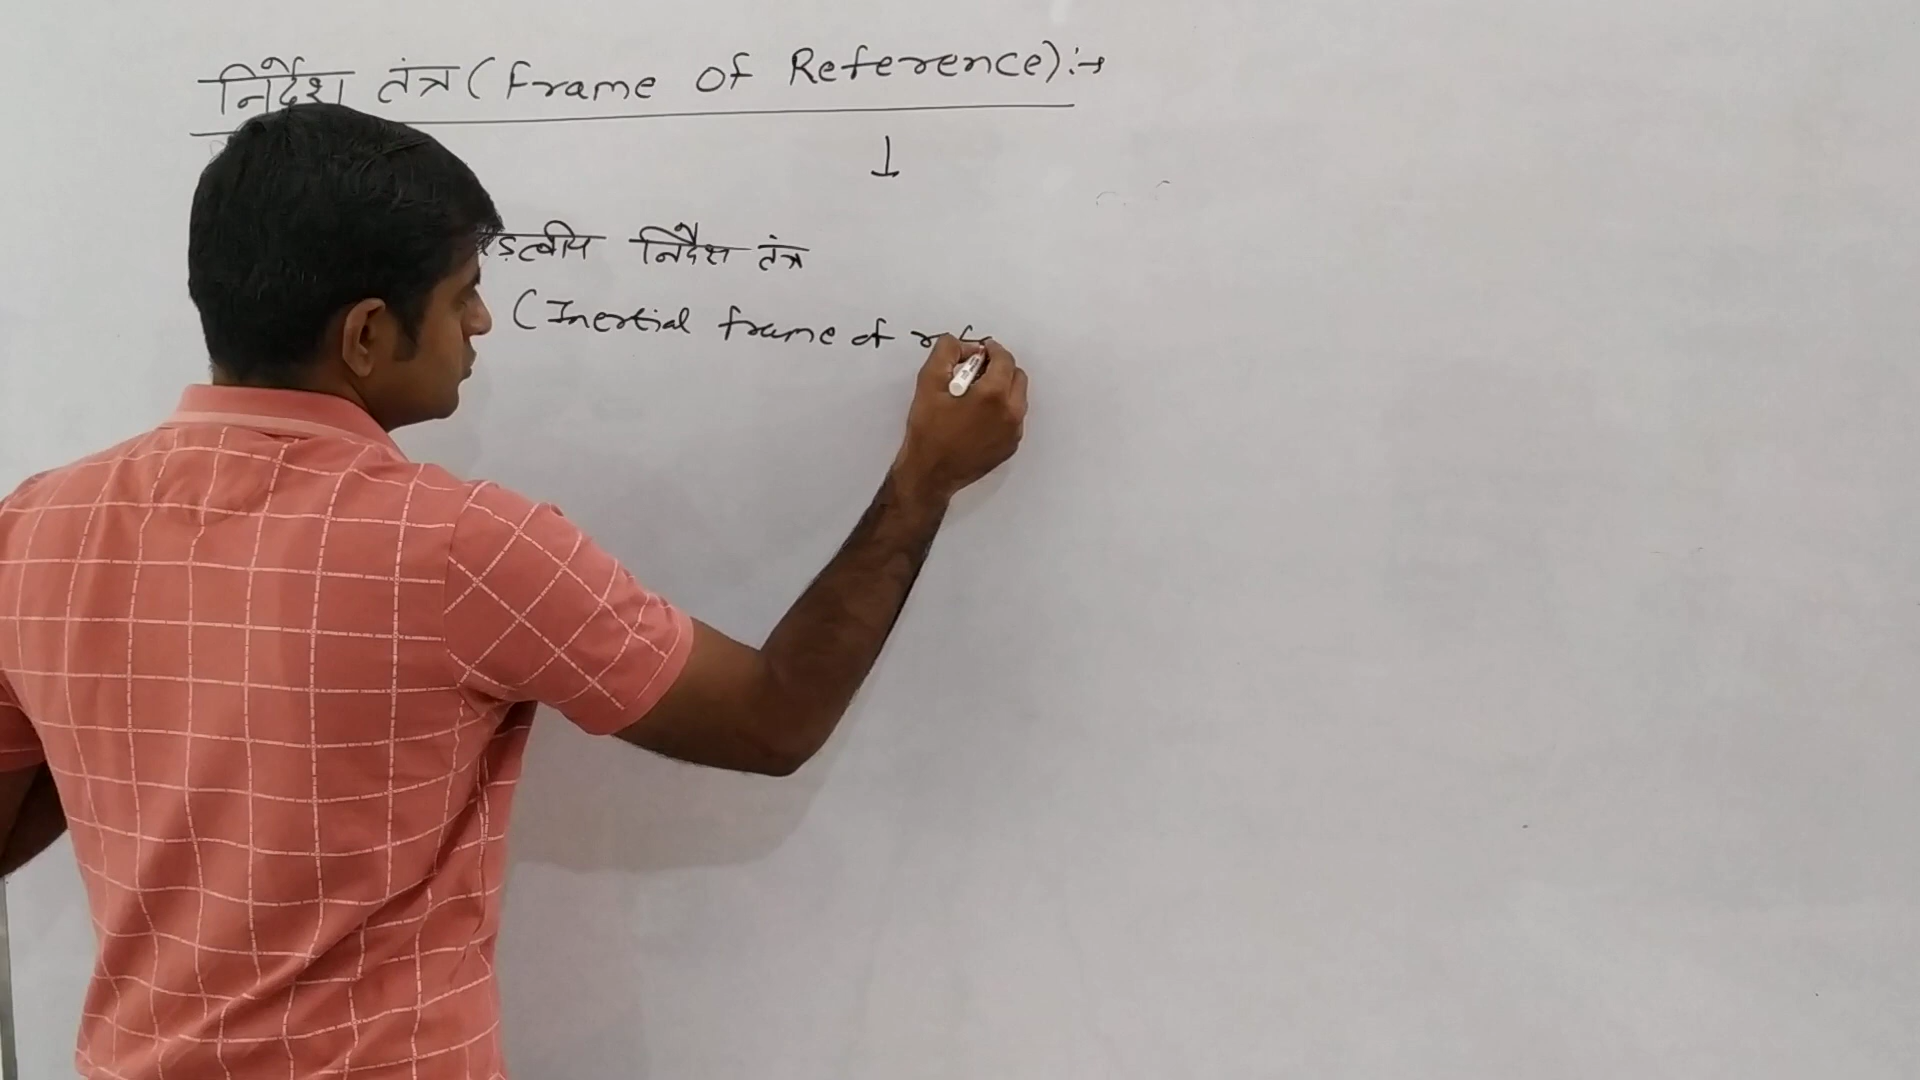 निर्देश तंत्र (Frame of Reference):→
निर्देश तंत्र
(Inertial frame of